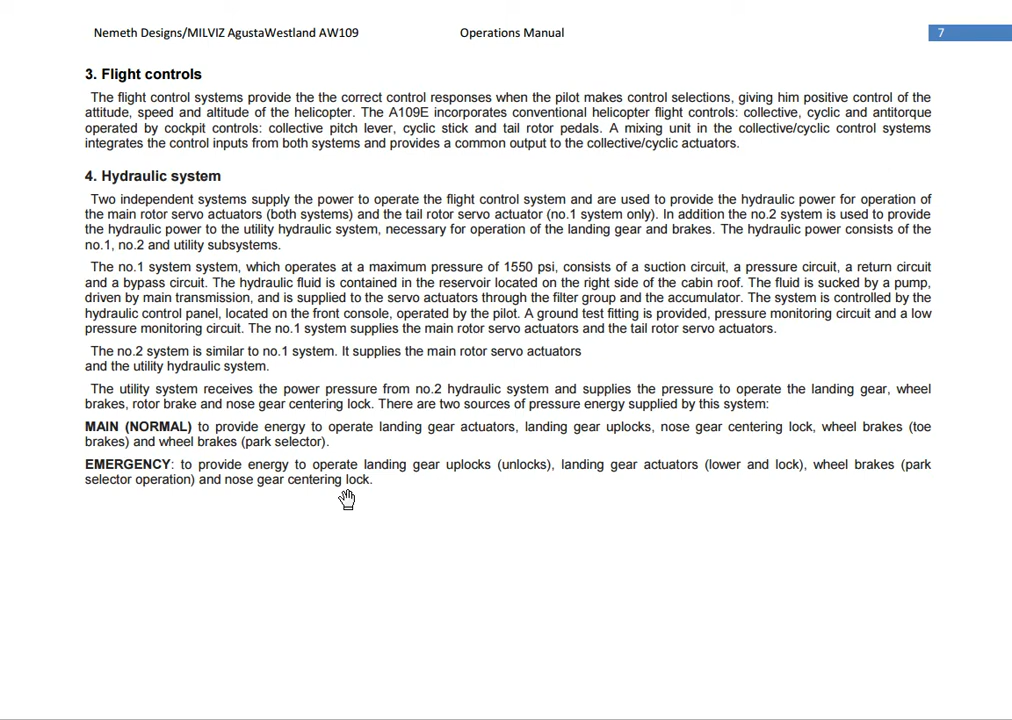 Nemeth Designs/MILVIZ AgustaWestland AW109 Operations Manual 7
3. Flight controls
The flight control systems provide the the correct control responses when the pilot makes control selections, giving him positive control of the
attitude, speed and altitude of the helicopter. The A109E incorporates conventional helicopter flight controls: collective, cyclic and antitorque
operated by cockpit controls: collective pitch lever, cyclic stick and tail rotor pedals. A mixing unit in the collective/cyclic control systems
integrates the control inputs from both systems and provides a common output to the collective/cyclic actuators.
4. Hydraulic system
Two independent systems supply the power to operate the flight control system and are used to provide the hydraulic power for operation of
the main rotor servo actuators (both systems) and the tail rotor servo actuator (no.1 system only). In addition the no.2 system is used to provide
the hydraulic power to the utility hydraulic system, necessary for operation of the landing gear and brakes. The hydraulic power consists of the
no.1, no.2 and utility subsystems.
The no.1 system system, which operates at a maximum pressure of 1550 psi, consists of a suction circuit, a pressure circuit, a return circuit
and a bypass circuit. The hydraulic fluid is contained in the reservoir located on the right side of the cabin roof. The fluid is sucked by a pump,
driven by main transmission, and is supplied to the servo actuators through the filter group and the accumulator. The system is controlled by the
hydraulic control panel, located on the front console, operated by the pilot. A ground test fitting is provided, pressure monitoring circuit and a low
pressure monitoring circuit. The no.1 system supplies the main rotor servo actuators and the tail rotor servo actuators.
The no.2 system is similar to no.1 system. It supplies the main rotor servo actuators
and the utility hydraulic system.
The utility system receives the power pressure from no.2 hydraulic system and supplies the pressure to operate the landing gear, wheel
brakes, rotor brake and nose gear centering lock. There are two sources of pressure energy supplied by this system:
MAIN (NORMAL) to provide energy to operate landing gear actuators, landing gear uplocks, nose gear centering lock, wheel brakes (toe
brakes) and wheel brakes (park selector).
EMERGENCY: to provide energy to operate landing gear uplocks (unlocks), landing gear actuators (lower and lock), wheel brakes (park
selector operation) and nose gear centering lock.